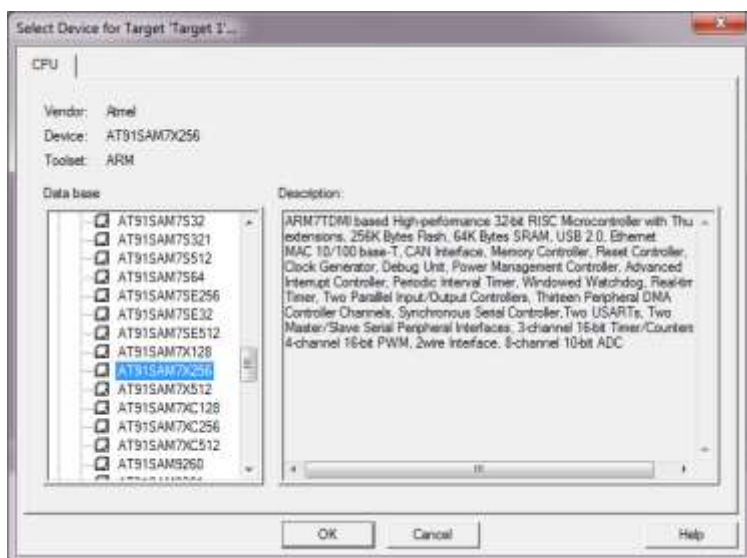 Select Device for Target 'Target 1'...
CPU
Vendor: Atmel
Device: AT91SAM7X256
Toolset: ARM
Data base
Description:
AT91SAM7S32
AT91SAM7S321
AT91SAM7S512
AT91SAM7S64
AT91SAM7SE256
AT91SAM7SE32
AT91SAM7SE512
AT91SAM7X128
AT91SAM7X256
AT91SAM7X512
AT91SAM7XC128
AT91SAM7XC256
AT91SAM7XC512
AT91SAM9260
ARM7TDMI based High-performance 32-bit RISC Microcontroller with Thu
extensions, 256K Bytes Flash, 64K Bytes SRAM, USB 2.0, Ethernet
MAC 10/100 base-T, CAN Interface, Memory Controller, Reset Controller,
Clock Generator, Debug Unit, Power Management Controller, Advanced
Interrupt Controller, Periodic Interval Timer, Windowed Watchdog, Real-tim
Timer, Two Parallel Input/Output Controllers, Thirteen Peripheral DMA
Controller Channels, Synchronous Serial Controller,Two USARTs, Two
Master/Slave Serial Peripheral Interfaces, 3-channel 16-bit Timer/Counters
4-channel 16-bit PWM, 2wire Interface, 8-channel 10-bit ADC
OK
Cancel
Help